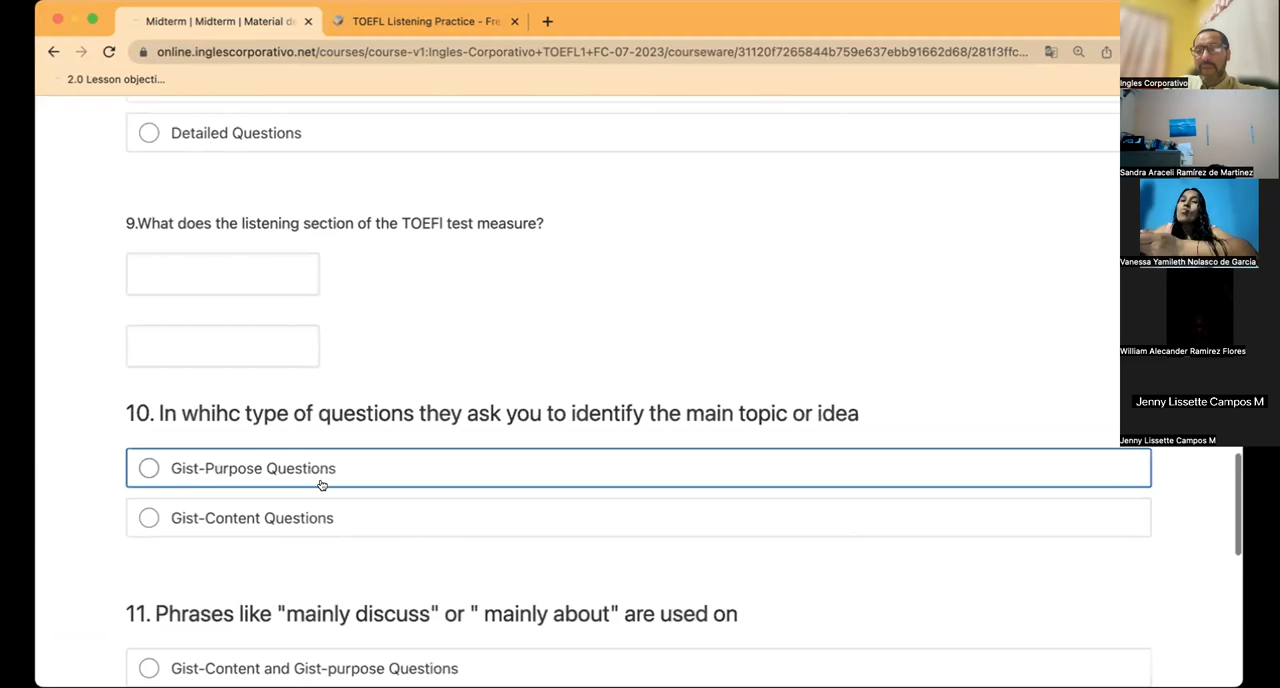 Midterm | Midterm | Material de
TOEFL Listening Practice - Fre
online.inglescorporativo.net/courses/course-v1:Ingles-Corporativo+TOEFL1+FC-07-2023/courseware/31120f7265844b759e637ebb91662d68/281f3ffc...
2.0 Lesson objecti...
Detailed Questions
9.What does the listening section of the TOEFl test measure?
10. In whihc type of questions they ask you to identify the main topic or idea
Gist-Purpose Questions
Gist-Content Questions
11. Phrases like "mainly discuss" or " mainly about" are used on
Gist-Content and Gist-purpose Questions
Ingles Corporativo
Sandra Araceli Ramírez de Martínez
Vanessa Yamileth Nolasco de García
William Alecander Ramirez Flores
Jenny Lissette Campos M
Jenny Lissette Campos M